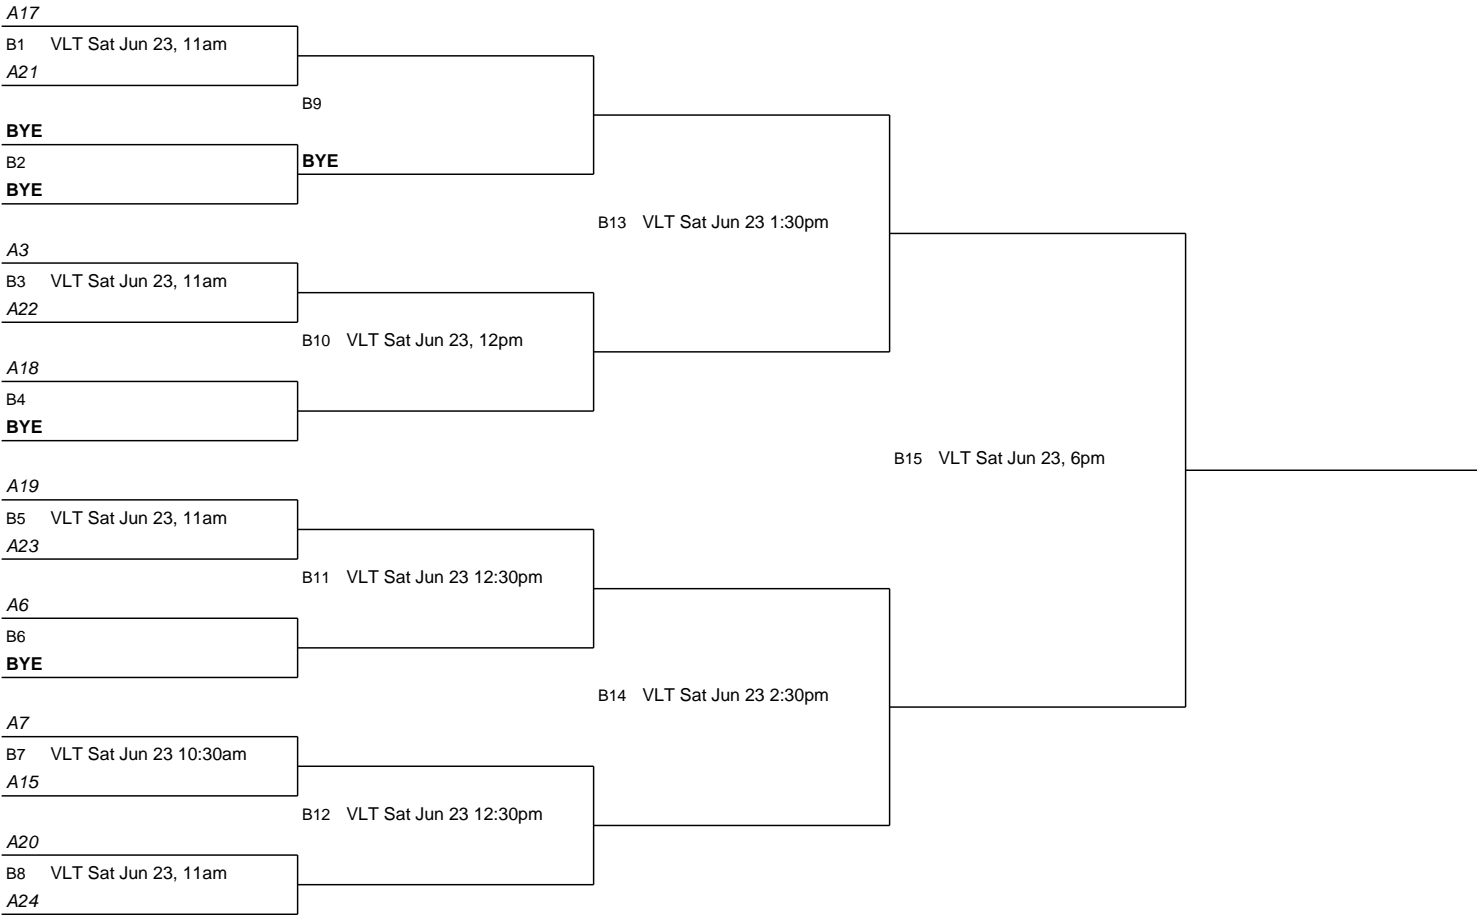 A17
B1 VLT Sat Jun 23, 11am
A21
B9
BYE
B2
BYE
BYE
B13 VLT Sat Jun 23 1:30pm
A3
B3 VLT Sat Jun 23, 11am
A22
B10 VLT Sat Jun 23, 12pm
A18
B4
BYE
B15 VLT Sat Jun 23, 6pm
A19
B5 VLT Sat Jun 23, 11am
A23
B11 VLT Sat Jun 23 12:30pm
A6
B6
BYE
B14 VLT Sat Jun 23 2:30pm
A7
B7 VLT Sat Jun 23 10:30am
A15
B12 VLT Sat Jun 23 12:30pm
A20
B8 VLT Sat Jun 23, 11am
A24